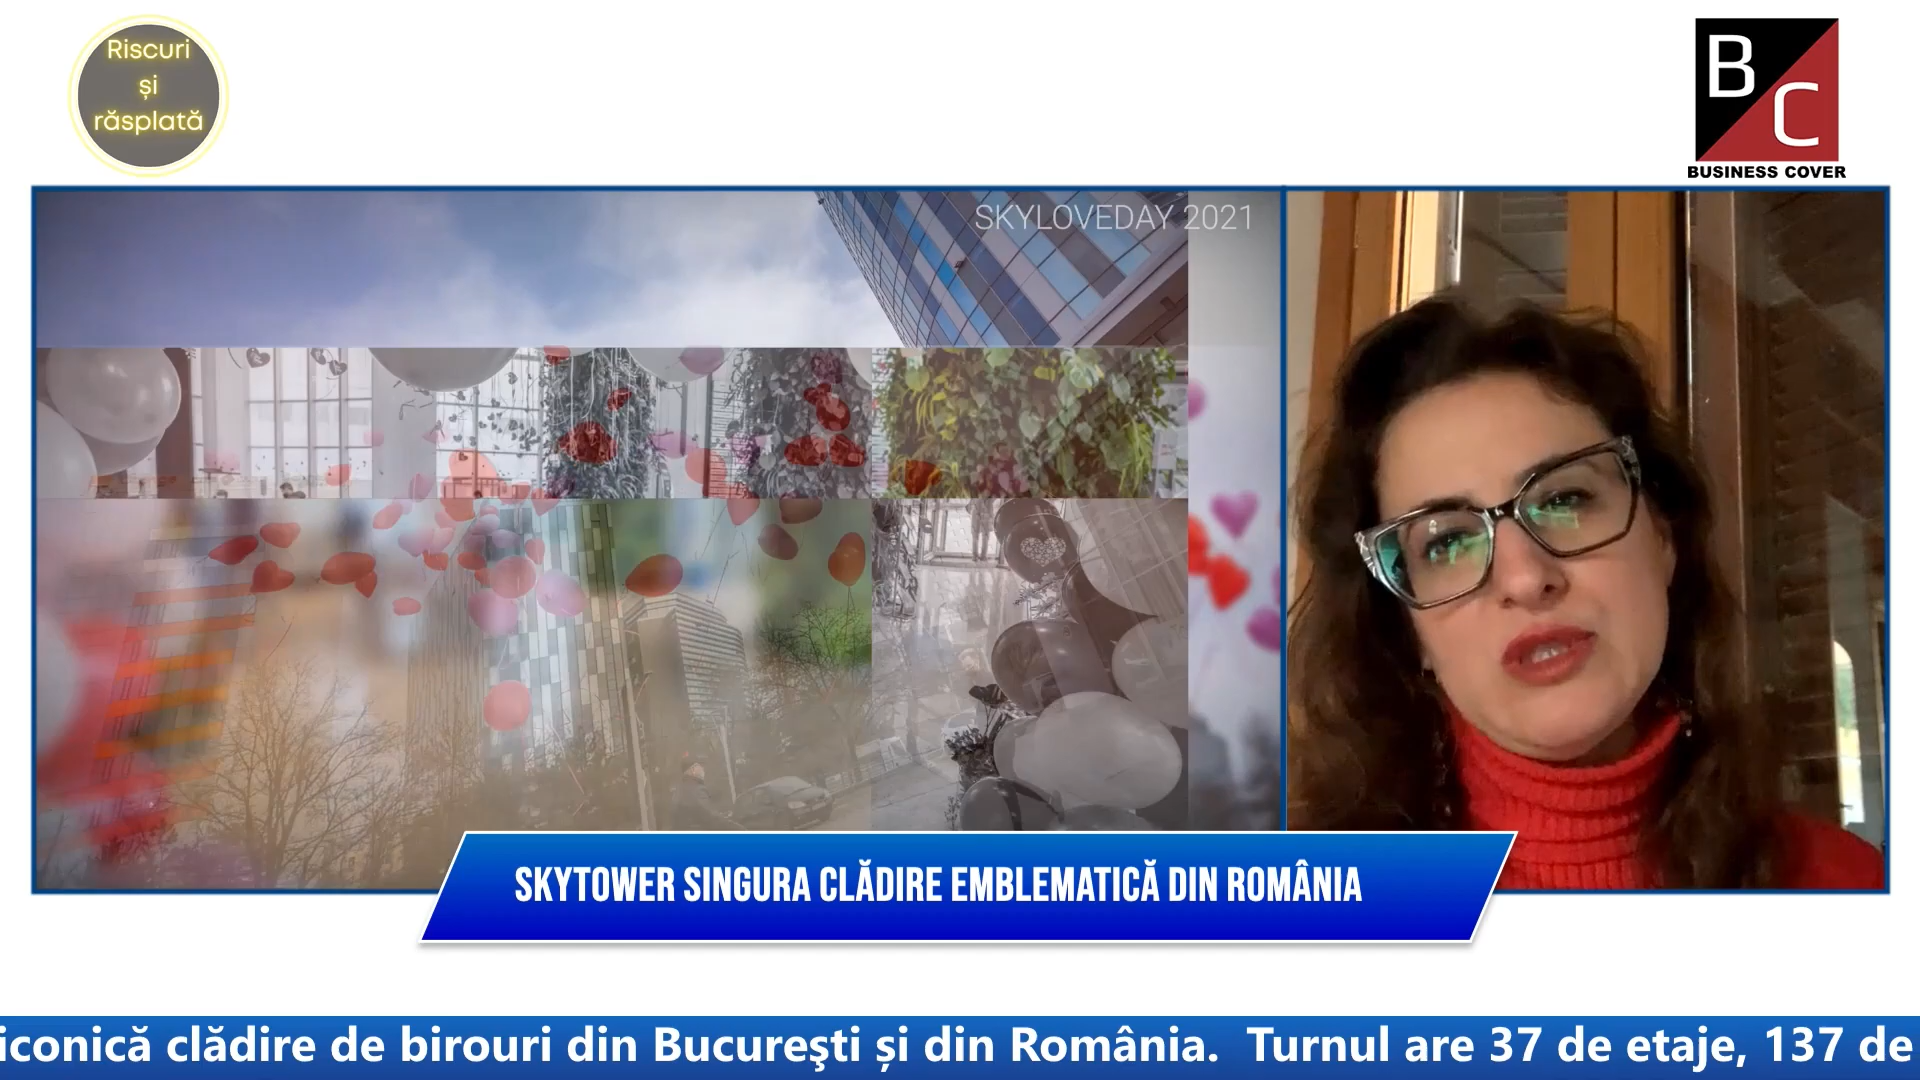 Riscuri
și
răsplată
B
C
BUSINESS COVER
SKYLOVEDAY 2021
SKYTOWER SINGURA CLĂDIRE EMBLEMATICĂ DIN ROMÂNIA
iconică clădire de birouri din Bucureşti și din România. Turnul are 37 de etaje, 137 de